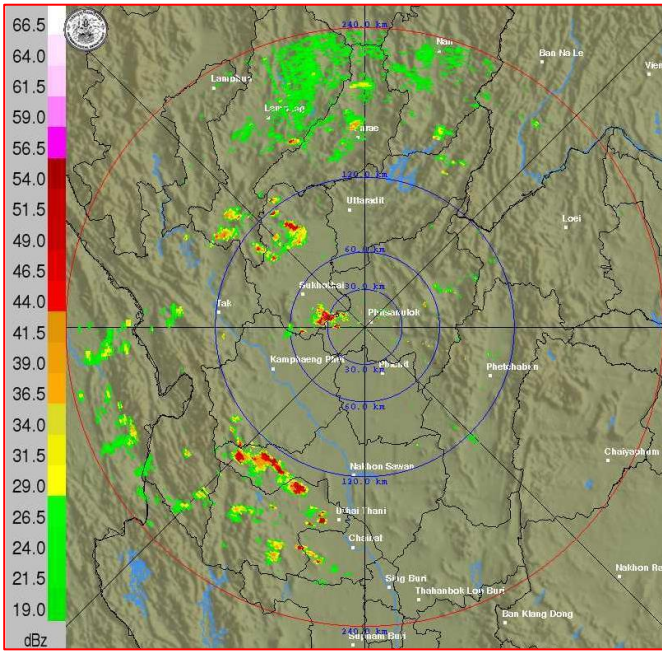 66.5
64.0
61.5
59.0
56.5
54.0
51.5
49.0
46.5
44.0
41.5
39.0
36.5
34.0
31.5
29.0
26.5
24.0
21.5
19.0
dBz
240.0 km
Nan
Ban Na Le
120.0 km
Uttaradit
Loei
60.0 km
Sukhothai
Tak
Phitsanulok
Kamphaeng Phet
Phichit
30.0 km
Phetchabun
60.0 km
Chaiyaphum
Nakhon Sawan
120.0 km
Uthai Thani
Chainat
Sing Buri
Thahanbok Lop Buri
Ban Klang Dong
240.0 km
Suphan Buri